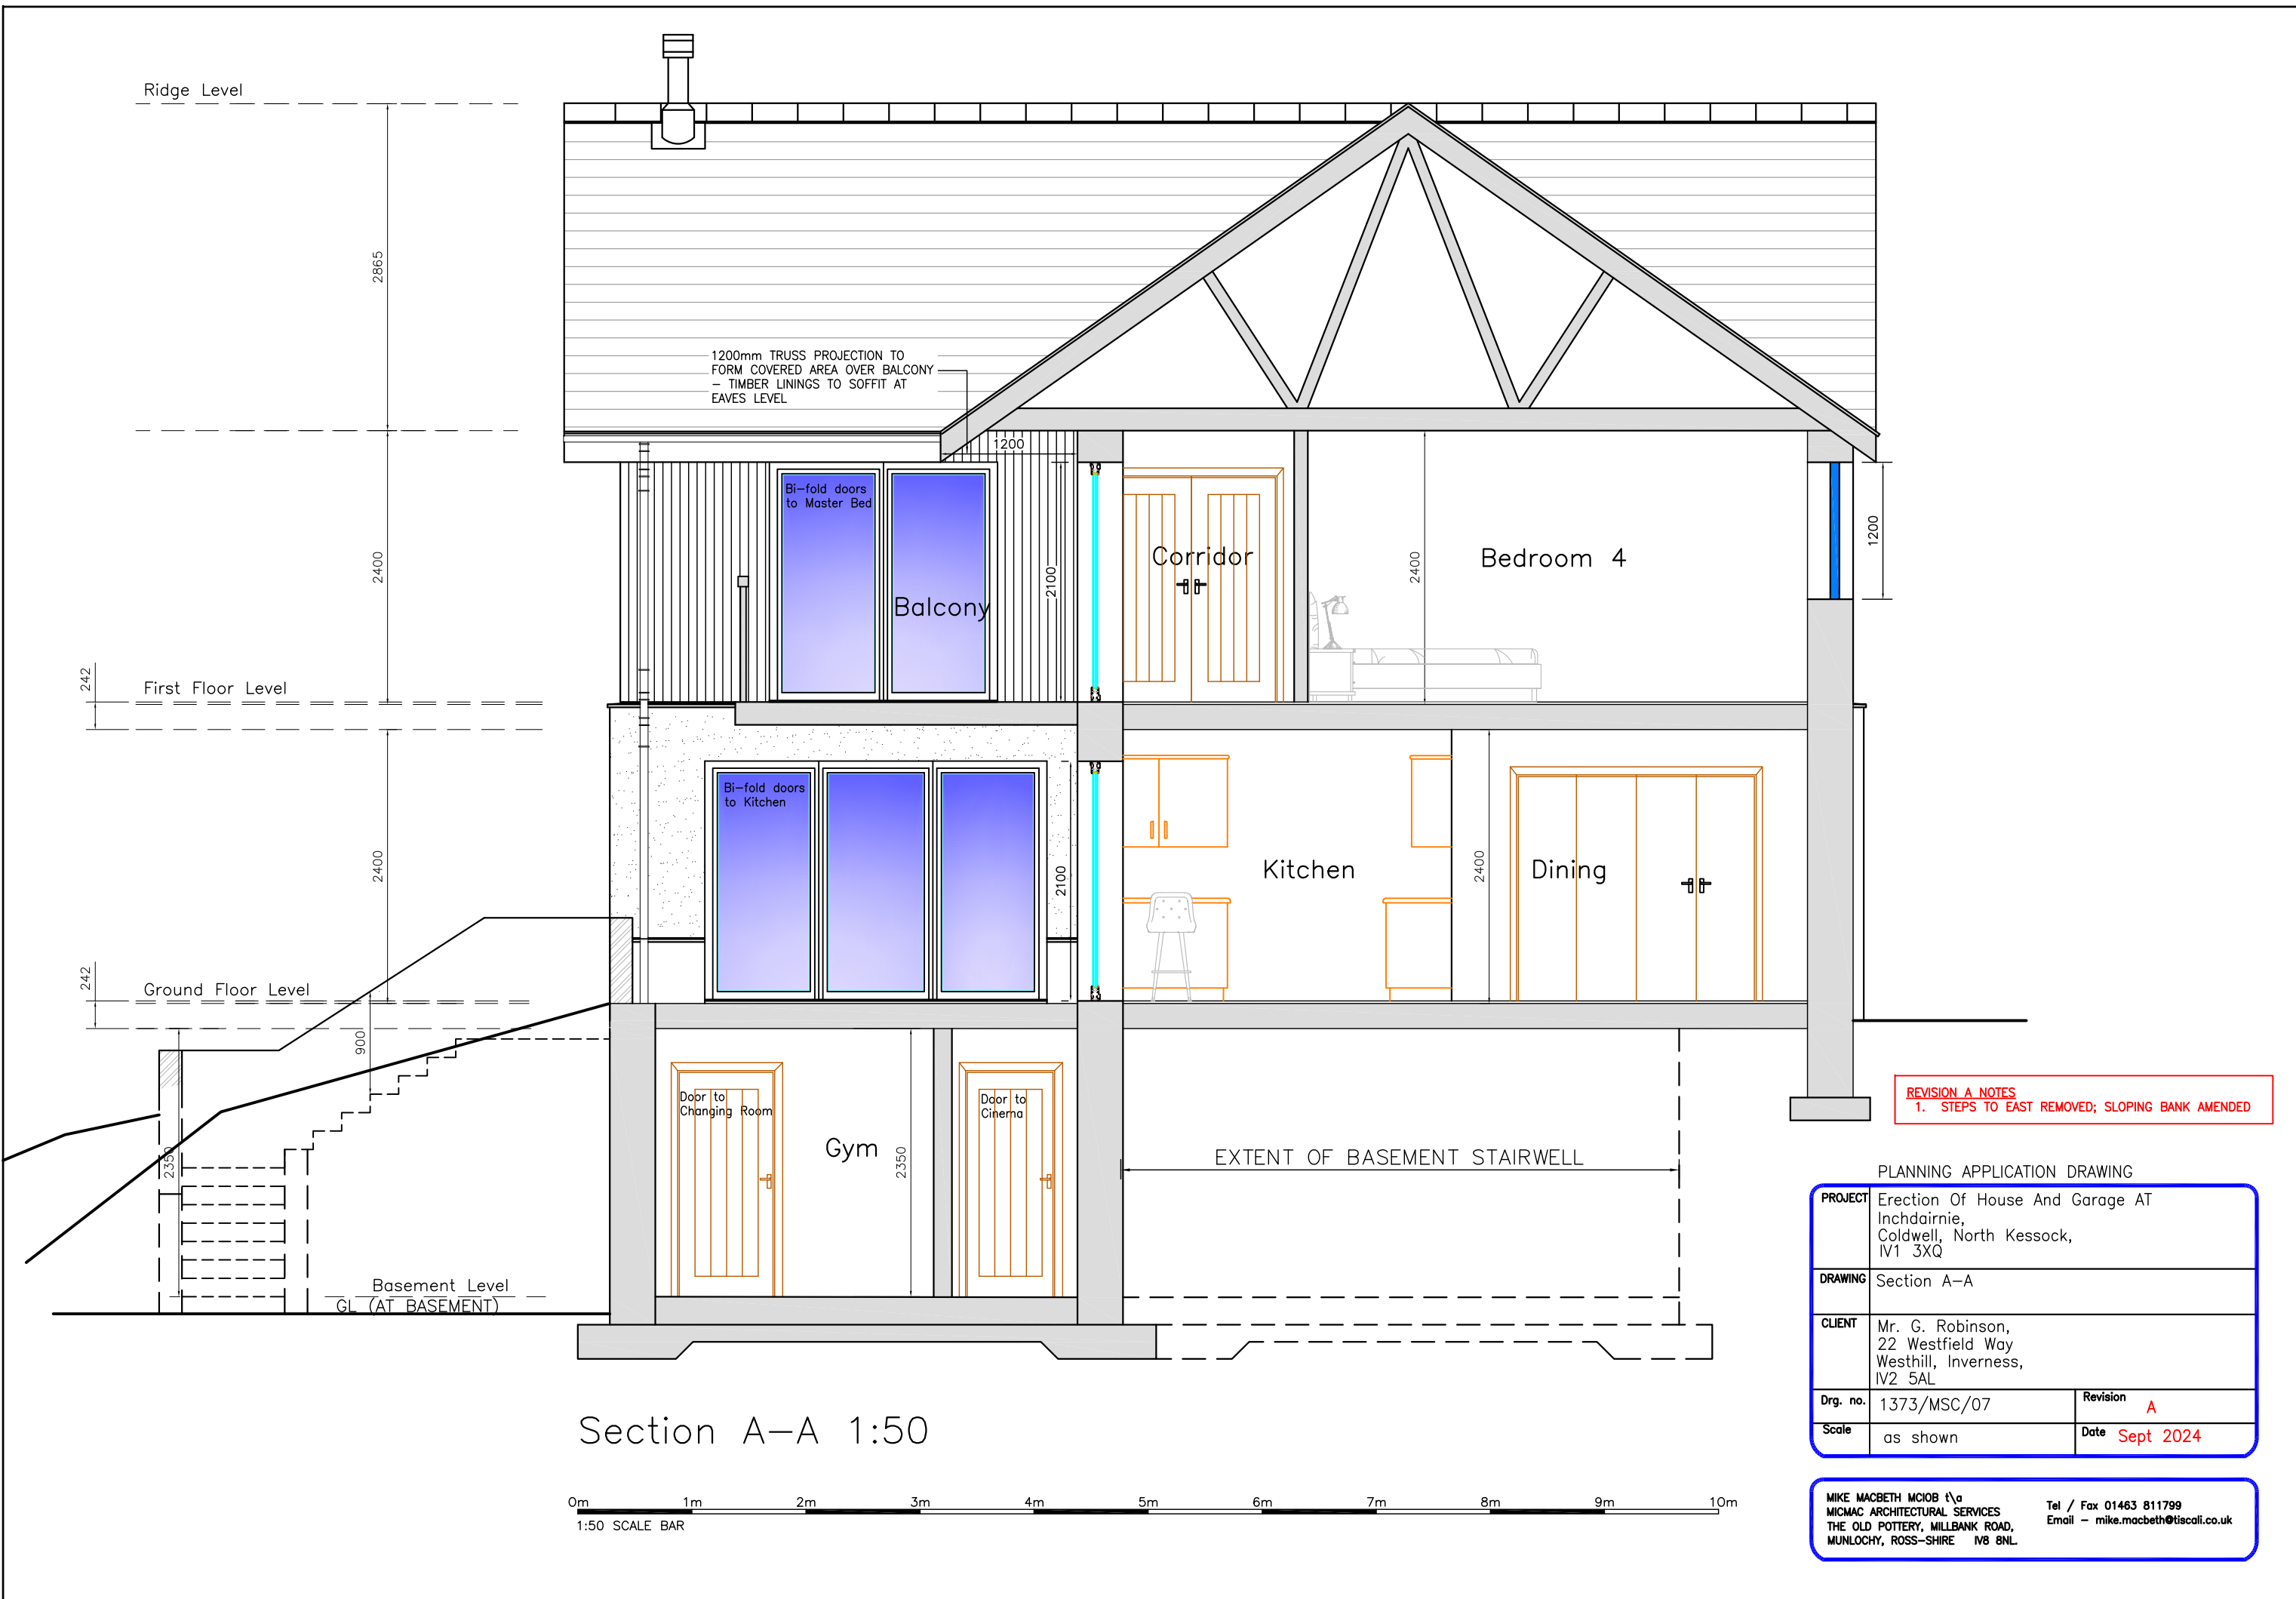 Ridge Level
2865
1200mm TRUSS PROJECTION TO
FORM COVERED AREA OVER BALCONY
– TIMBER LININGS TO SOFFIT AT
EAVES LEVEL
1200
Bi–fold doors
to Master Bed
2400
Balcony
2100
Corridor
2400
Bedroom 4
1200
242
First Floor Level
Bi–fold doors
to Kitchen
2400
2100
Kitchen
2400
Dining
242
Ground Floor Level
900
2350
Door to
Changing Room
Gym
2350
Door to
Cinema
EXTENT OF BASEMENT STAIRWELL
Basement Level
GL (AT BASEMENT)
REVISION A NOTES
1. STEPS TO EAST REMOVED; SLOPING BANK AMENDED
PLANNING APPLICATION DRAWING
PROJECT
Erection Of House And Garage AT
Inchdairnie,
Coldwell, North Kessock,
IV1 3XQ
DRAWING
Section A–A
CLIENT
Mr. G. Robinson,
22 Westfield Way
Westhill, Inverness,
IV2 5AL
Drg. no.
1373/MSC/07
Revision
A
Scale
as shown
Date
Sept 2024
Section A–A 1:50
0m 1m 2m 3m 4m 5m 6m 7m 8m 9m 10m
1:50 SCALE BAR
MIKE MACBETH MCIOB t\a
MICMAC ARCHITECTURAL SERVICES
THE OLD POTTERY, MILLBANK ROAD,
MUNLOCHY, ROSS–SHIRE IV8 8NL.
Tel / Fax 01463 811799
Email – mike.macbeth@tiscali.co.uk